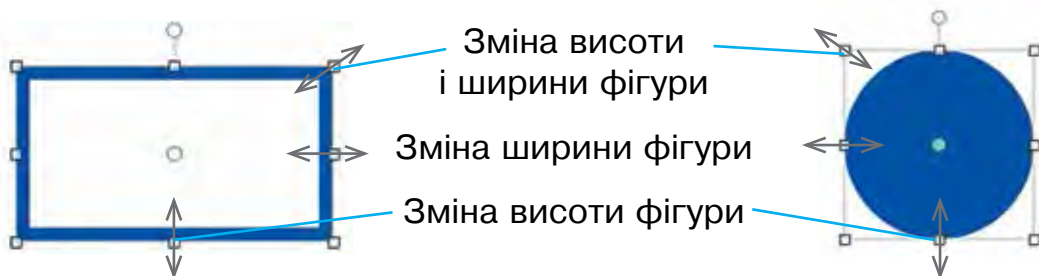 Зміна висоти
і ширини фігури
Зміна ширини фігури
Зміна висоти фігури